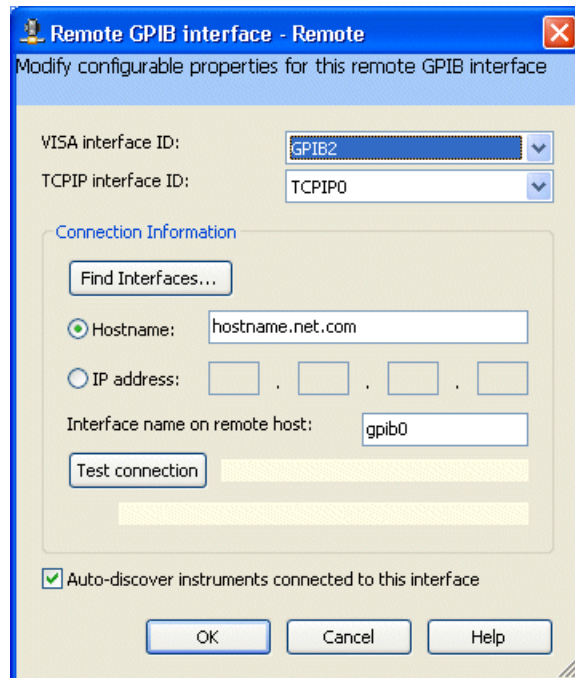 Remote GPIB interface - Remote
Modify configurable properties for this remote GPIB interface
VISA interface ID: GPIB2
TCPIP interface ID: TCPIP0
Connection Information
Find Interfaces...
Hostname: hostname.net.com
IP address: . . .
Interface name on remote host: gpib0
Test connection
Auto-discover instruments connected to this interface
OK Cancel Help